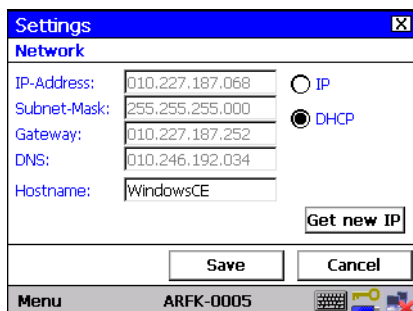 Settings X
Network
IP-Address: 010.227.187.068 IP
Subnet-Mask: 255.255.255.000
DHCP
Gateway: 010.227.187.252
DNS: 010.246.192.034
Hostname: WindowsCE
Get new IP
Save Cancel
Menu ARFK-0005